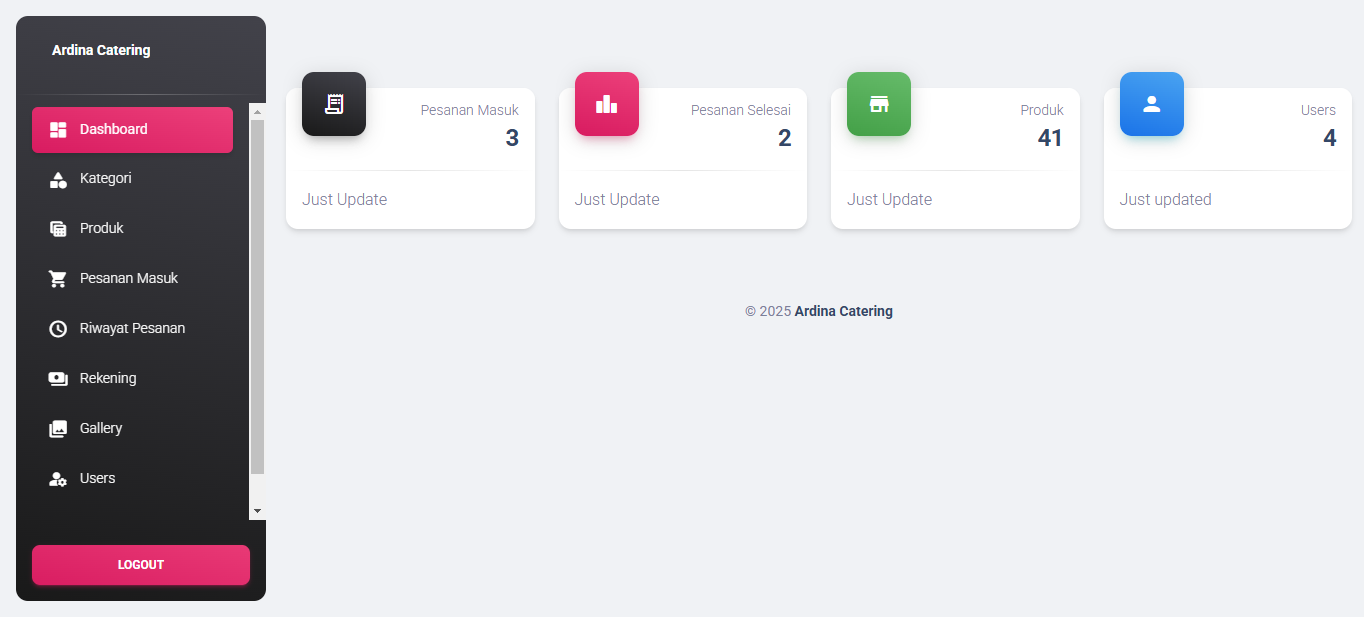 Ardina Catering
Dashboard
Kategori
Produk
Pesanan Masuk
Riwayat Pesanan
Rekening
Gallery
Users
LOGOUT
Pesanan Masuk
3
Just Update
Pesanan Selesai
2
Just Update
Produk
41
Just Update
Users
4
Just updated
© 2025 Ardina Catering